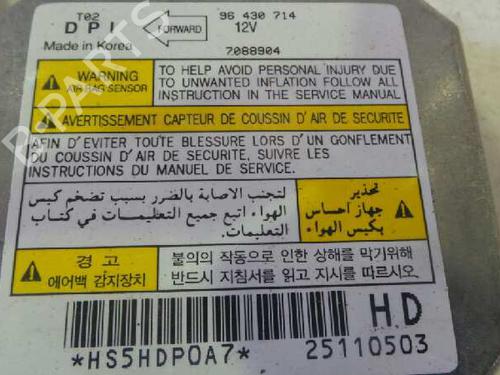 T02
96 430 714
DPI
FORWARD
12V
Made in Korea
7088904
WARNING
AIR BAG SENSOR
TO HELP AVOID PERSONAL INJURY DUE
TO UNWANTED INFLATION FOLLOW ALL
INSTRUCTION IN THE SERVICE MANUAL
AVERTISSEMENT CAPTEUR DE COUSSIN D'AIR DE SECURITE
AFIN D'EVITER TOUTE BLESSURE LORS D'UN GONFLEMENT
DU COUSSIN D'AIR DE SECURITE, SUIVRE LES
INSTRUCTIONS DU MANUEL DE SERVICE.
تحذير
جهاز احساس
بكيس الهواء
لتجنب الاصابة بالضرر بسبب تضخم كيس
الهواء اتبع جميع التعليمات في كتاب
التعليمات.
경 고
에어백 감지장치
불의의 작동으로 인한 상해를 막기위해
반드시 지침서를 읽고 지시를 따르시오.
HD
*HS5HDP0A7*
25110503
B-PARTS